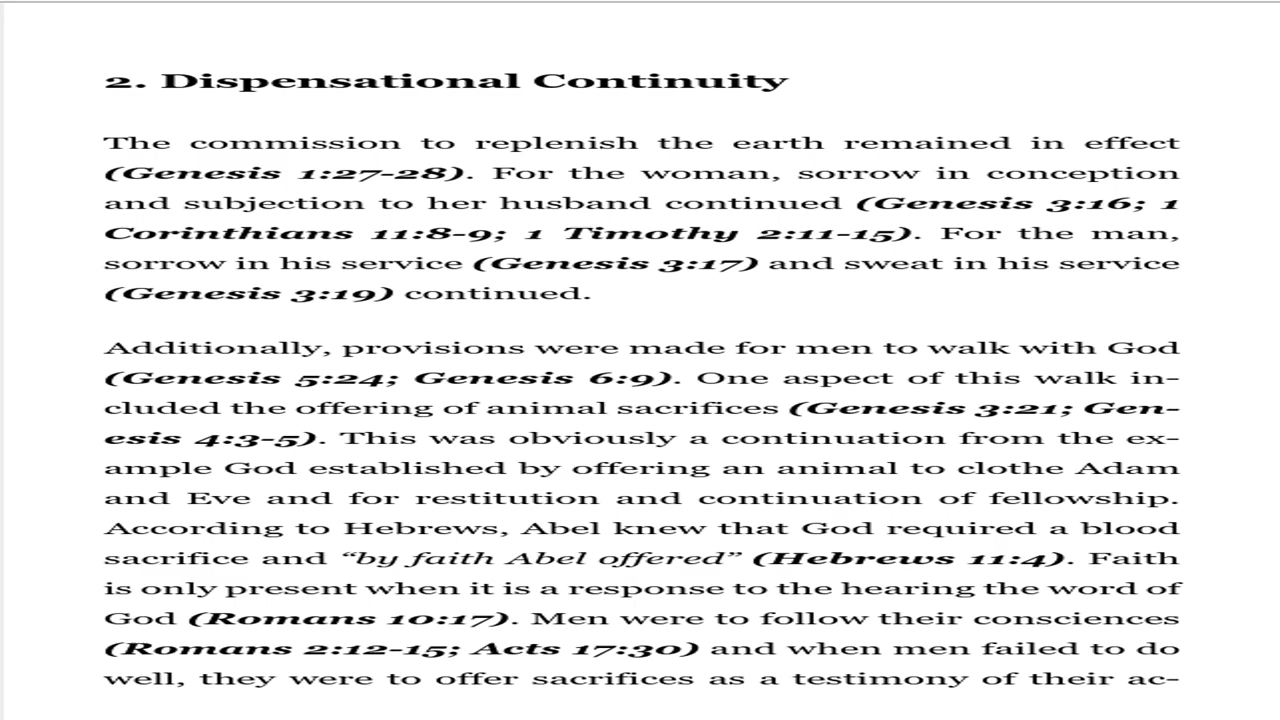 2. Dispensational Continuity
The commission to replenish the earth remained in effect
(Genesis 1:27-28). For the woman, sorrow in conception
and subjection to her husband continued (Genesis 3:16; 1
Corinthians 11:8-9; 1 Timothy 2:11-15). For the man,
sorrow in his service (Genesis 3:17) and sweat in his service
(Genesis 3:19) continued.
Additionally, provisions were made for men to walk with God
(Genesis 5:24; Genesis 6:9). One aspect of this walk in-
cluded the offering of animal sacrifices (Genesis 3:21; Gen-
esis 4:3-5). This was obviously a continuation from the ex-
ample God established by offering an animal to clothe Adam
and Eve and for restitution and continuation of fellowship.
According to Hebrews, Abel knew that God required a blood
sacrifice and “by faith Abel offered” (Hebrews 11:4). Faith
is only present when it is a response to the hearing the word of
God (Romans 10:17). Men were to follow their consciences
(Romans 2:12-15; Acts 17:30) and when men failed to do
well, they were to offer sacrifices as a testimony of their ac-